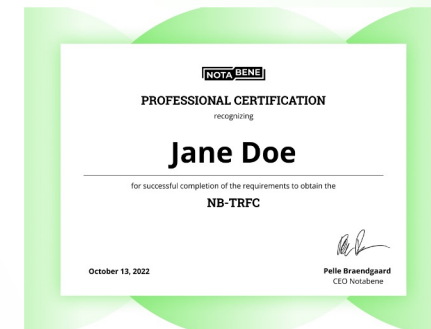 NOTA BENE
PROFESSIONAL CERTIFICATION
recognizing
Jane Doe
for successful completion of the requirements to obtain the
NB-TRFC
October 13, 2022
Pelle Braendgaard
CEO Notabene